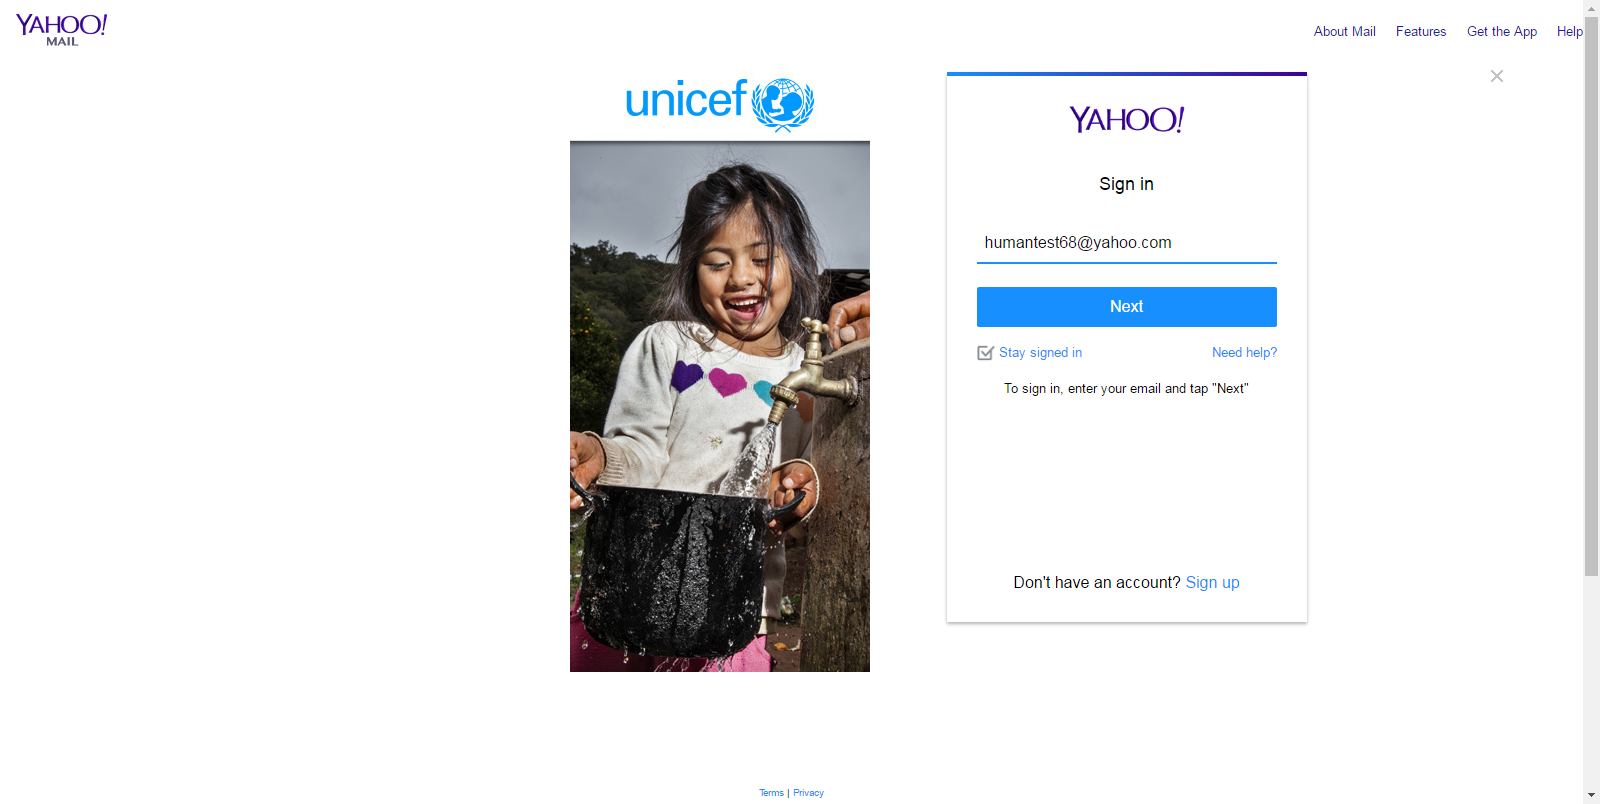 YAHOO!
MAIL
About Mail Features Get the App Help
unicef
YAHOO!
Sign in
humantest68@yahoo.com
Next
Stay signed in Need help?
To sign in, enter your email and tap "Next"
Don't have an account? Sign up
Terms | Privacy